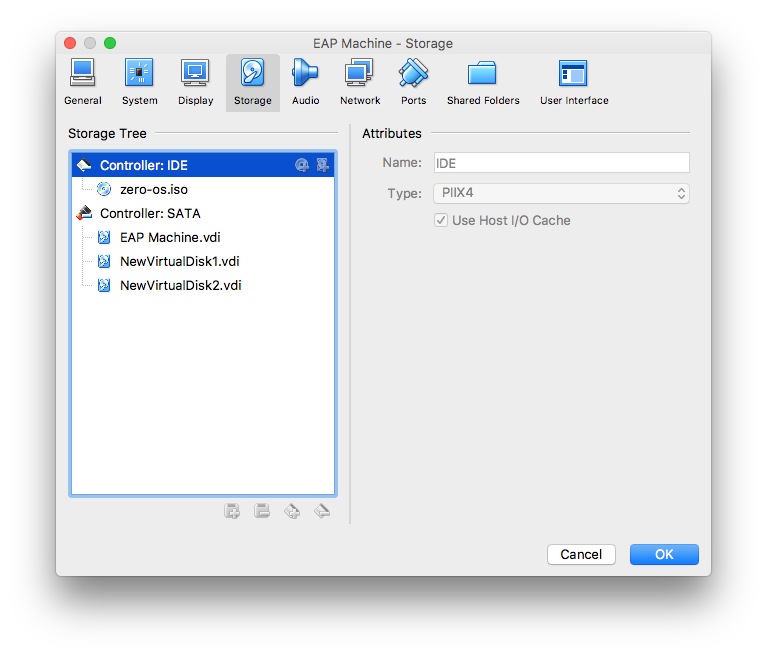 EAP Machine - Storage
General
System
Display
Storage
Audio
Network
Ports
Shared Folders
User Interface
Storage Tree
Controller: IDE
zero-os.iso
Controller: SATA
EAP Machine.vdi
NewVirtualDisk1.vdi
NewVirtualDisk2.vdi
Attributes
Name: IDE
Type: PIIX4
Use Host I/O Cache
Cancel
OK